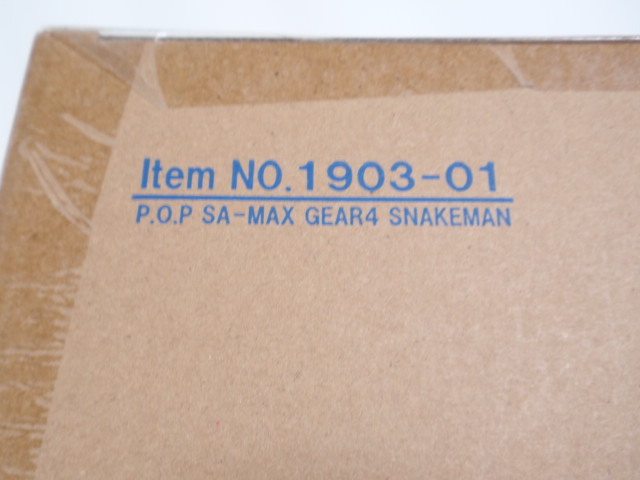 Item NO.1903-01
P.O.P SA-MAX GEAR4 SNAKEMAN